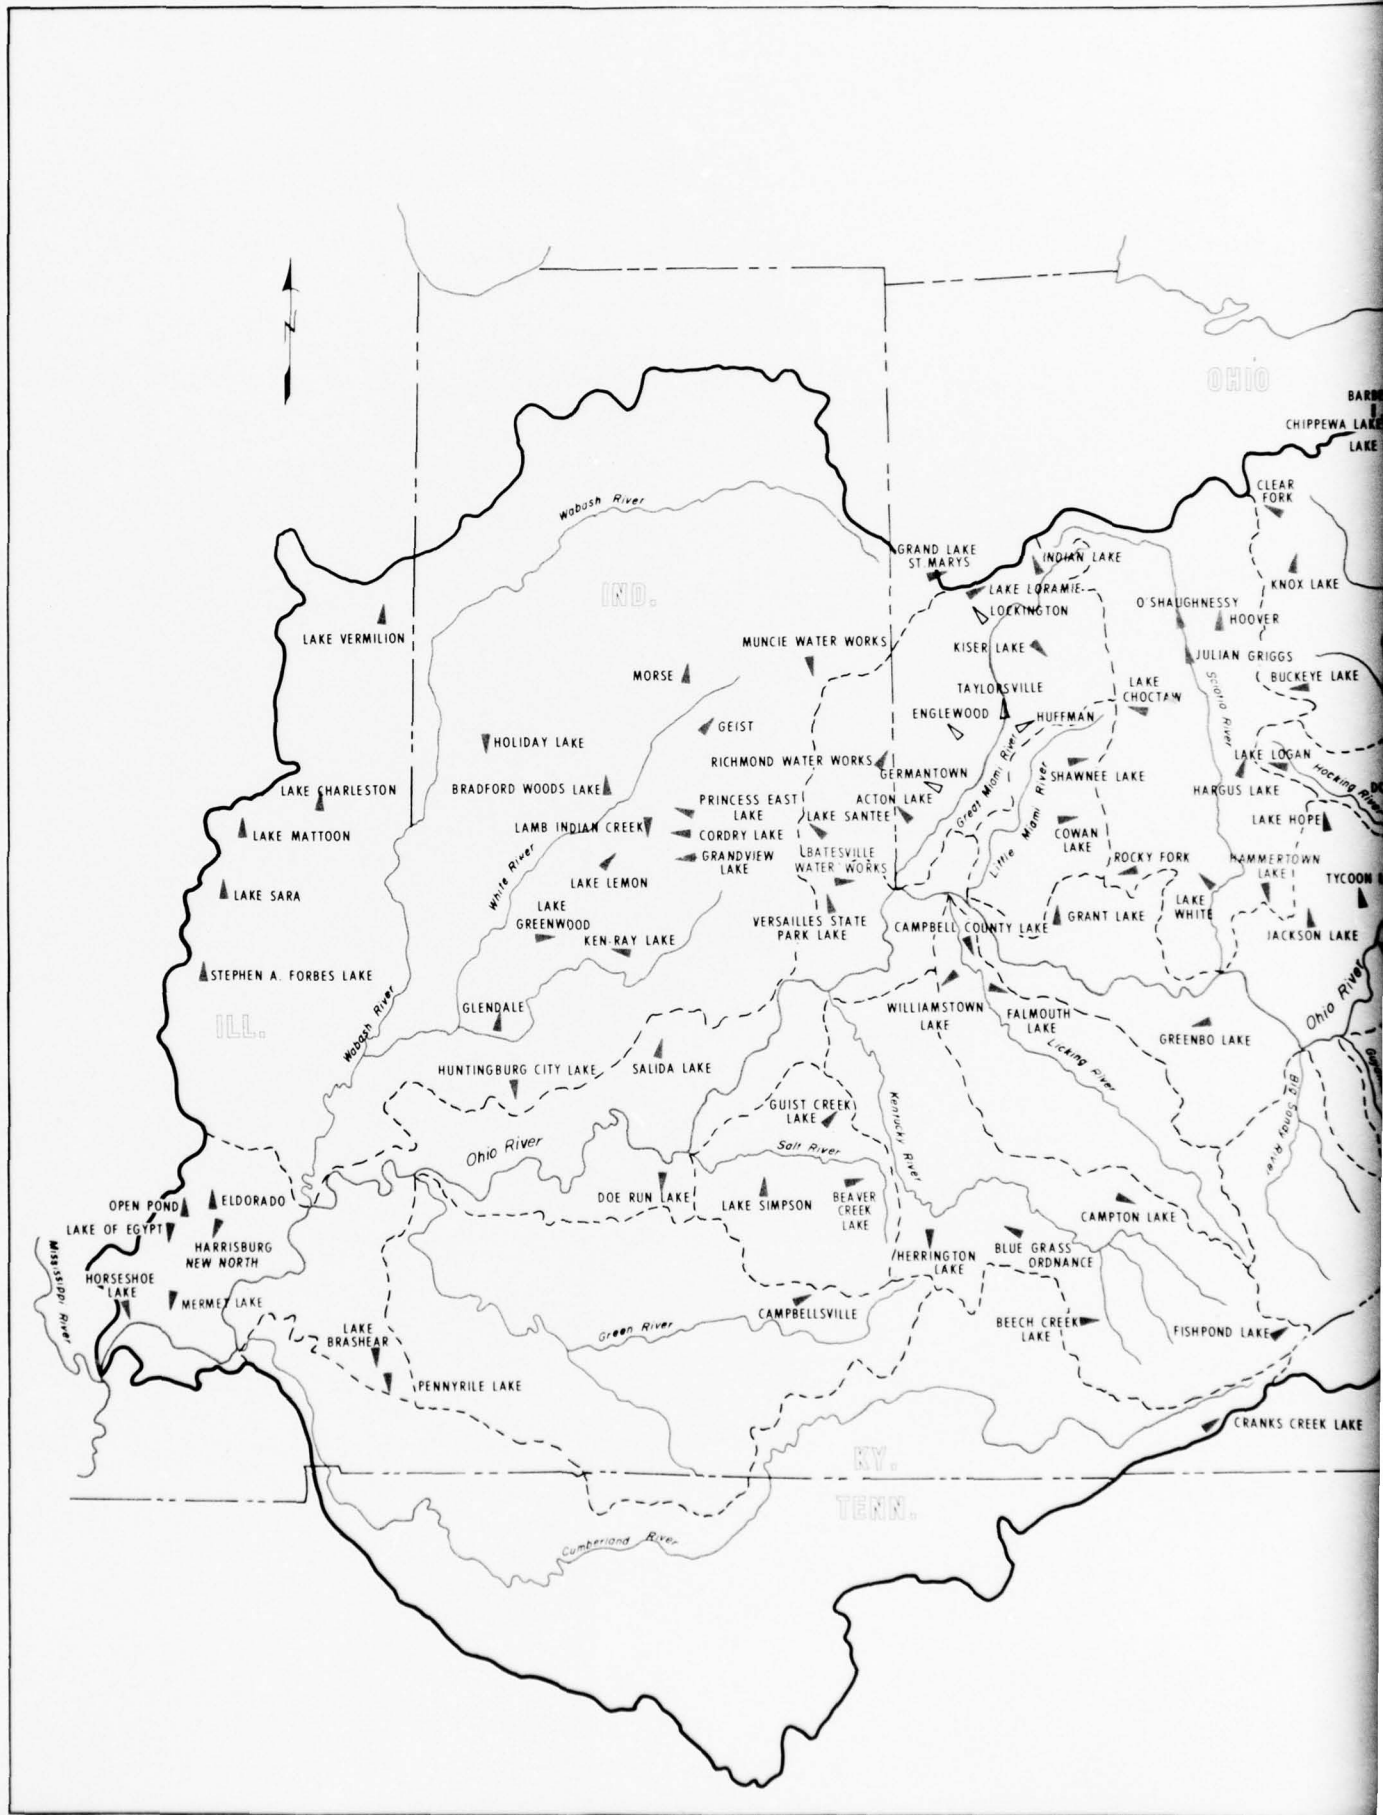 N
OHIO
CHIPPEWA LAKE
LAKE
CLEAR
FORK
Wabash River
GRAND LAKE
ST MARYS
INDIAN LAKE
KNOX LAKE
IND.
LAKE LORAMIE
LOCKINGTON
O'SHAUGHNESSY
HOOVER
LAKE VERMILION
MUNCIE WATER WORKS
KISER LAKE
JULIAN GRIGGS
MORSE
BUCKEYE LAKE
TAYLORSVILLE
LAKE
CHOCTAW
Scioto River
ENGLEWOOD
HUFFMAN
GEIST
HOLIDAY LAKE
RICHMOND WATER WORKS
GERMANTOWN
Great Miami River
Little Miami River
SHAWNEE LAKE
LAKE LOGAN
Hocking River
HARGUS LAKE
LAKE CHARLESTON
BRADFORD WOODS LAKE
PRINCESS EAST
LAKE
ACTON LAKE
LAKE SANTEE
LAKE MATTOON
LAMB INDIAN CREEK
CORDRY LAKE
COWAN
LAKE
LAKE HOPE
GRANDVIEW
LAKE
BATESVILLE
WATER WORKS
ROCKY FORK
HAMMERTOWN
LAKE
White River
LAKE LEMON
TYCOON
LAKE SARA
LAKE
GREENWOOD
KEN-RAY LAKE
VERSAILLES STATE
PARK LAKE
CAMPBELL COUNTY LAKE
GRANT LAKE
LAKE
WHITE
JACKSON LAKE
STEPHEN A. FORBES LAKE
ILL.
Wabash River
GLENDALE
WILLIAMSTOWN
LAKE
FALMOUTH
LAKE
Ohio River
GREENBO LAKE
Licking River
HUNTINGBURG CITY LAKE
SALIDA LAKE
Big Sandy River
GUIST CREEK
LAKE
Kentucky River
Ohio River
Salt River
OPEN POND
ELDORADO
DOE RUN LAKE
LAKE SIMPSON
BEAVER
CREEK
LAKE
CAMPTON LAKE
LAKE OF EGYPT
HARRISBURG
NEW NORTH
HERRINGTON
LAKE
BLUE GRASS
ORDNANCE
Mississippi River
HORSESHOE
LAKE
MERMET LAKE
CAMPBELLSVILLE
BEECH CREEK
LAKE
FISHPOND LAKE
Green River
LAKE
BRASHEAR
PENNYRILE LAKE
CRANKS CREEK LAKE
KY.
TENN.
Cumberland River